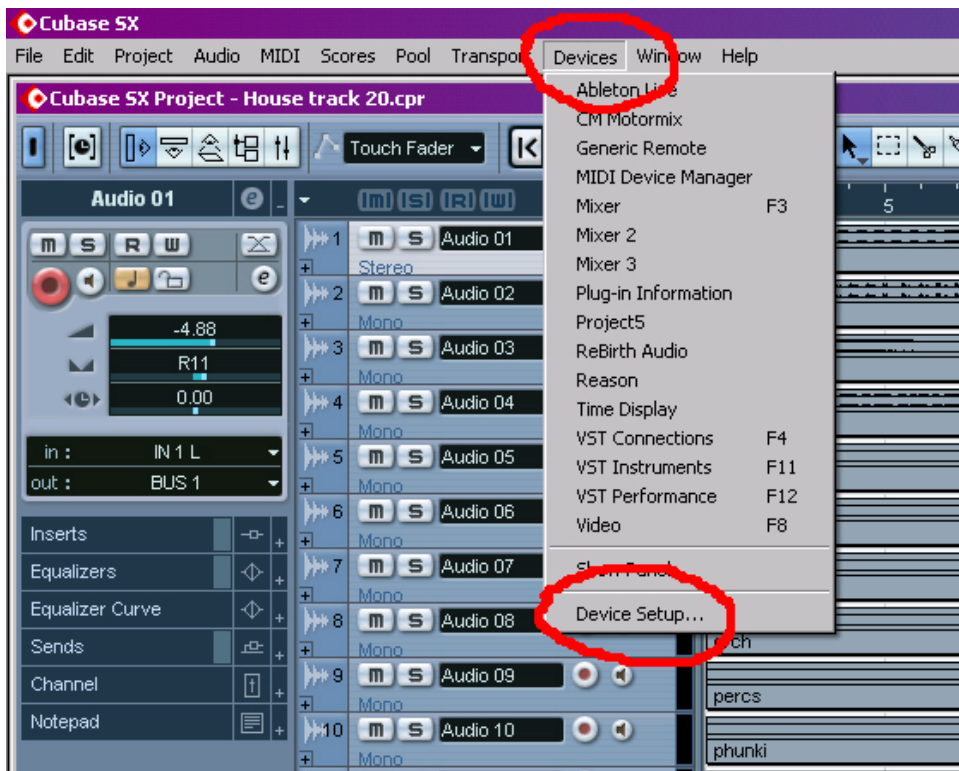 Cubase SX
File Edit Project Audio MIDI Scores Pool Transport Devices Window Help
Cubase SX Project - House track 20.cpr
Touch Fader
Audio 01
e
m S R W
e
-4.88
R11
0.00
in : IN 1 L
out : BUS 1
Inserts
Equalizers
Equalizer Curve
Sends
Channel
Notepad
m S R W
1 m S Audio 01
Stereo
2 m S Audio 02
Mono
3 m S Audio 03
Mono
4 m S Audio 04
Mono
5 m S Audio 05
Mono
6 m S Audio 06
Mono
7 m S Audio 07
Mono
8 m S Audio 08
Mono
9 m S Audio 09
Mono
10 m S Audio 10
Mono
Ableton Live
CM Motormix
Generic Remote
MIDI Device Manager
Mixer F3
Mixer 2
Mixer 3
Plug-in Information
Project5
ReBirth Audio
Reason
Time Display
VST Connections F4
VST Instruments F11
VST Performance F12
Video F8
Show Panel
Device Setup...
5
percs
phunki